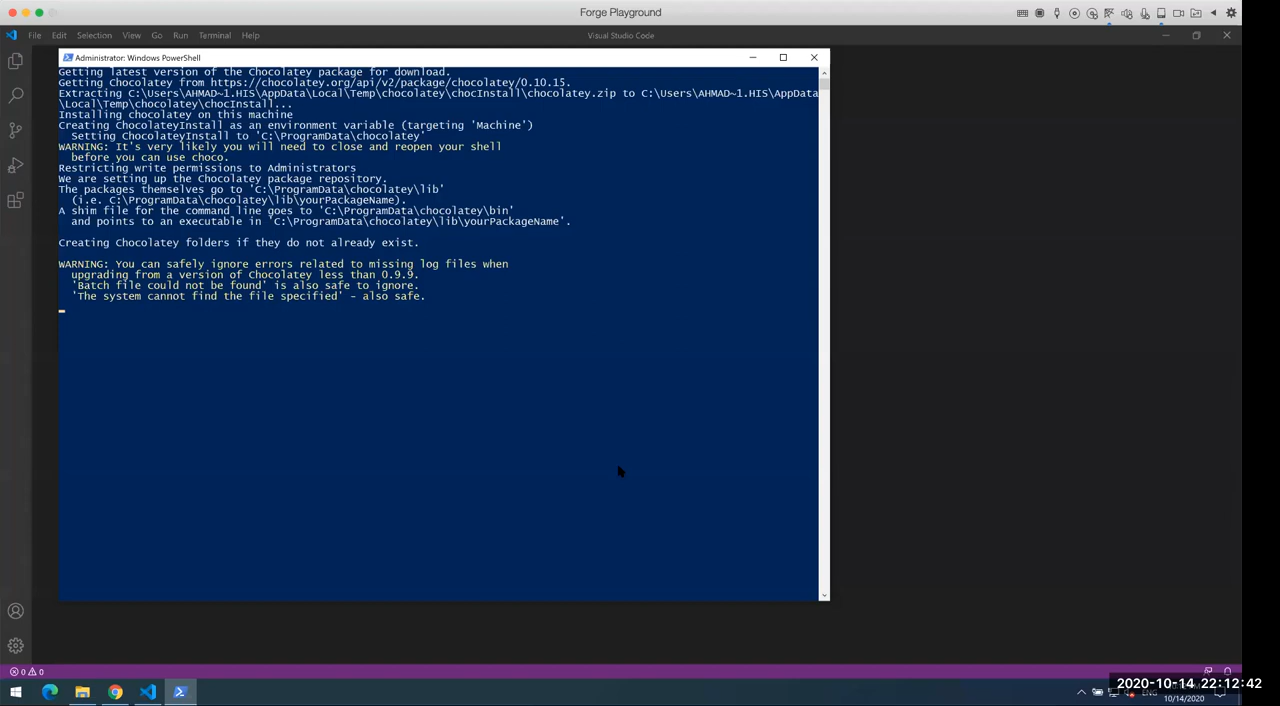 Forge Playground
File Edit Selection View Go Run Terminal Help
Visual Studio Code
Administrator: Windows PowerShell
Getting latest version of the Chocolatey package for download.
Getting Chocolatey from https://chocolatey.org/api/v2/package/chocolatey/0.10.15.
Extracting C:\Users\AHMAD~1.HIS\AppData\Local\Temp\chocolatey\chocInstall\chocolatey.zip to C:\Users\AHMAD~1.HIS\AppData
\Local\Temp\chocolatey\chocInstall...
Installing chocolatey on this machine
Creating ChocolateyInstall as an environment variable (targeting 'Machine')
Setting ChocolateyInstall to 'C:\ProgramData\chocolatey'
WARNING: It's very likely you will need to close and reopen your shell
before you can use choco.
Restricting write permissions to Administrators
We are setting up the Chocolatey package repository.
The packages themselves go to 'C:\ProgramData\chocolatey\lib'
(i.e. C:\ProgramData\chocolatey\lib\yourPackageName).
A shim file for the command line goes to 'C:\ProgramData\chocolatey\bin'
and points to an executable in 'C:\ProgramData\chocolatey\lib\yourPackageName'.
Creating Chocolatey folders if they do not already exist.
WARNING: You can safely ignore errors related to missing log files when
upgrading from a version of Chocolatey less than 0.9.9.
'Batch file could not be found' is also safe to ignore.
'The system cannot find the file specified' - also safe.
0 0
2020-10-14 22:12:42
ENG
10/14/2020